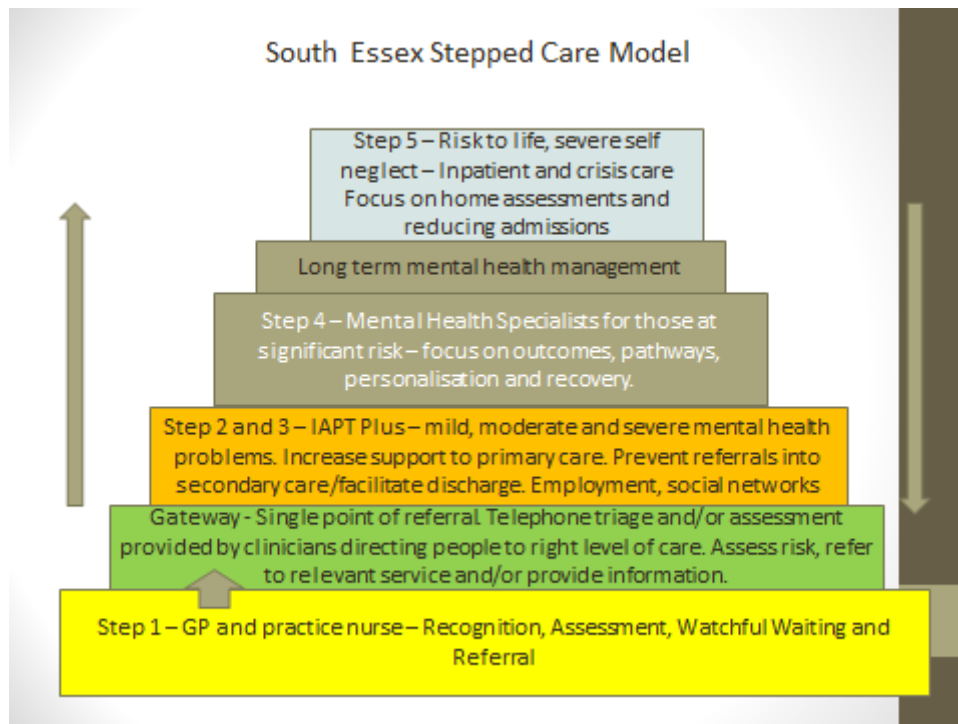 South Essex Stepped Care Model
Step 5 – Risk to life, severe self
neglect – Inpatient and crisis care
Focus on home assessments and
reducing admissions
Long term mental health management
Step 4 – Mental Health Specialists for those at
significant risk – focus on outcomes, pathways,
personalisation and recovery.
Step 2 and 3 – IAPT Plus – mild, moderate and severe mental health
problems. Increase support to primary care. Prevent referrals into
secondary care/facilitate discharge. Employment, social networks
Gateway - Single point of referral. Telephone triage and/or assessment
provided by clinicians directing people to right level of care. Assess risk, refer
to relevant service and/or provide information.
Step 1 – GP and practice nurse – Recognition, Assessment, Watchful Waiting and
Referral